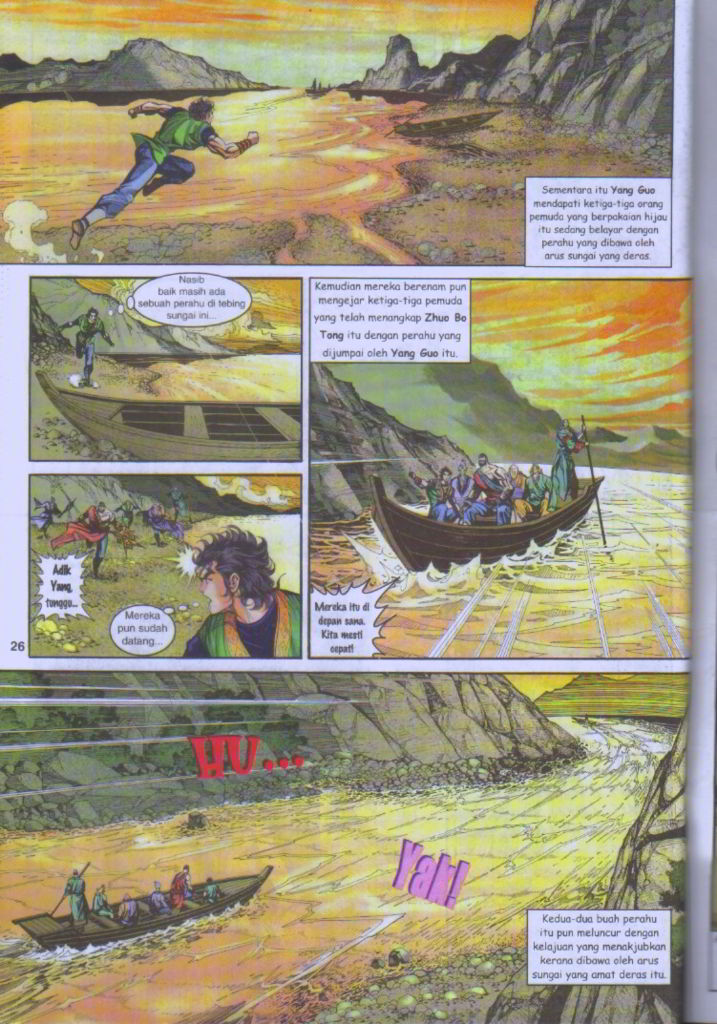 Sementara itu Yang Guo
mendapati ketiga-tiga orang
pemuda yang berpakaian hijau
itu sedang belayar dengan
perahu yang dibawa oleh
arus sungai yang deras.
Nasib
baik masih ada
sebuah perahu di tebing
sungai ini...
Kemudian mereka berenam pun
mengejar ketiga-tiga pemuda
yang telah menangkap Zhuo Bo
Tong itu dengan perahu yang
dijumpai oleh Yang Guo itu.
Adik
Yang,
tunggu...
Mereka
pun sudah
datang...
Mereka itu di
depan sana.
Kita mesti
cepat!
26
HU...
Yah!
Kedua-dua buah perahu
itu pun meluncur dengan
kelajuan yang menakjubkan
kerana dibawa oleh arus
sungai yang amat deras itu.